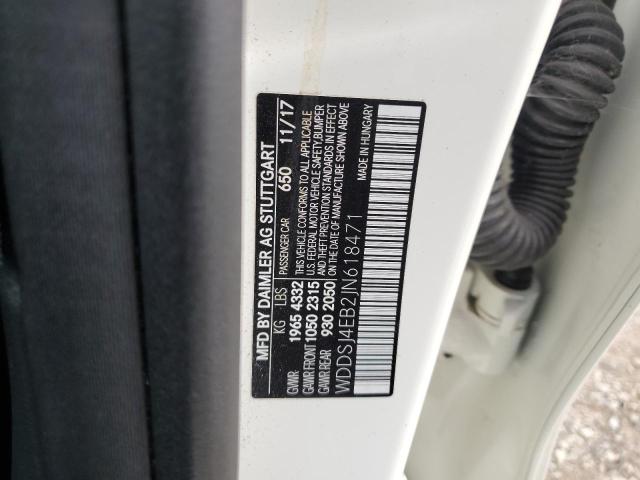 MFD BY DAIMLER AG STUTTGART
PASSENGER CAR 650 11/17
KG LBS
GVWR 1965 4332
GAWR FRONT 1050 2315
GAWR REAR 930 2050
THIS VEHICLE CONFORMS TO ALL APPLICABLE
U.S. FEDERAL MOTOR VEHICLE SAFETY, BUMPER
AND THEFT PREVENTION STANDARDS IN EFFECT
ON THE DATE OF MANUFACTURE SHOWN ABOVE
WDDSJ4EB2JN618471
MADE IN HUNGARY